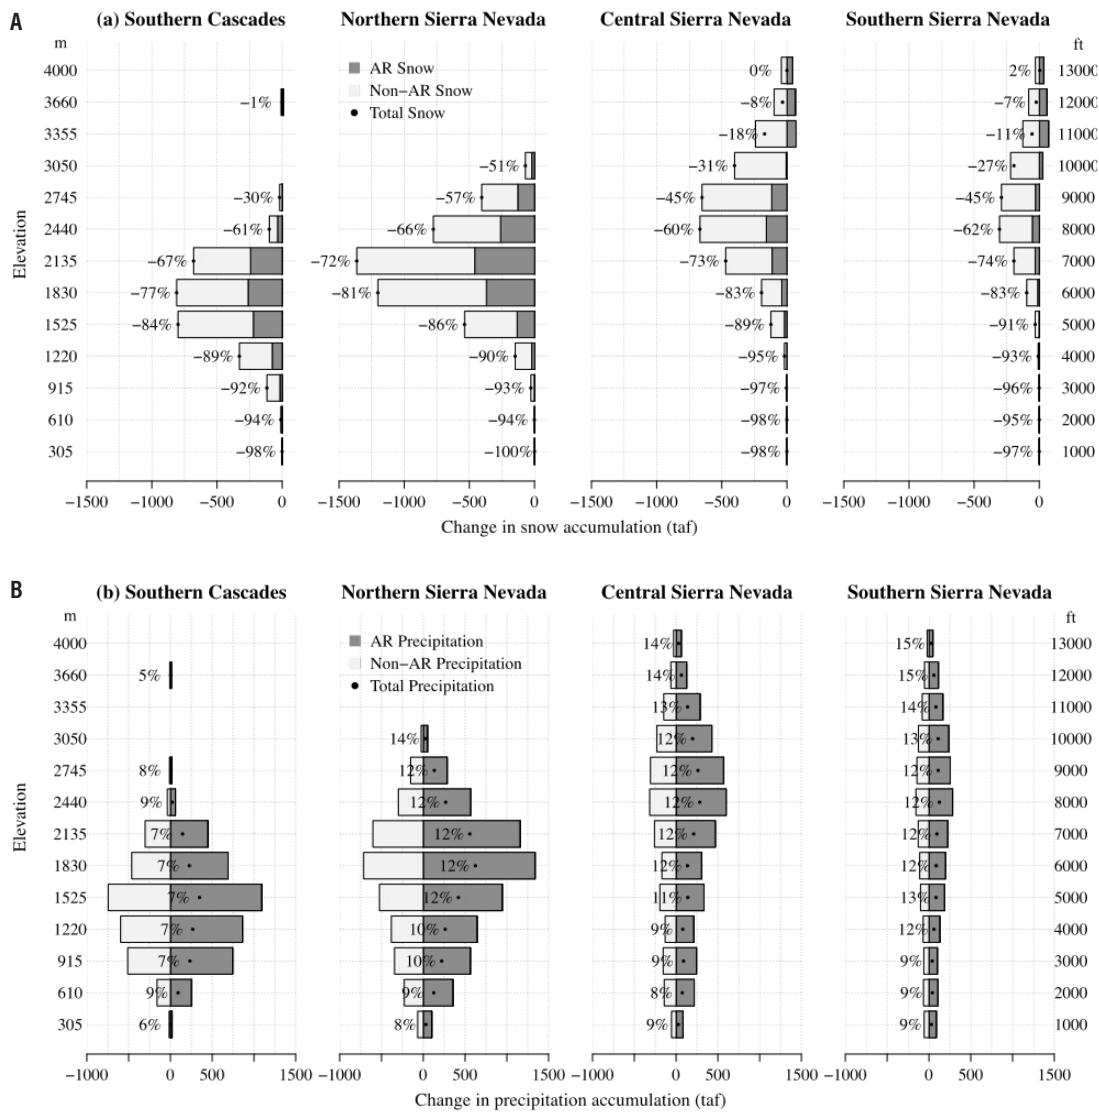 A
(a) Southern Cascades Northern Sierra Nevada Central Sierra Nevada Southern Sierra Nevada
m ft
4000 0% 2% 13000
AR Snow
3660 −1% Non−AR Snow −8% −7% 12000
Total Snow
3355 −18% −11% 11000
3050 −51% −31% −27% 10000
2745 −30% −57% −45% −45% 9000
2440 −61% −66% −60% −62% 8000
2135 −67% −72% −73% −74% 7000
1830 −77% −81% −83% −83% 6000
1525 −84% −86% −89% −91% 5000
1220 −89% −90% −95% −93% 4000
915 −92% −93% −97% −96% 3000
610 −94% −94% −98% −95% 2000
305 −98% −100% −98% −97% 1000
Elevation
−1500 −1000 −500 0 −1500 −1000 −500 0 −1500 −1000 −500 0 −1500 −1000 −500 0
Change in snow accumulation (taf)
B
(b) Southern Cascades Northern Sierra Nevada Central Sierra Nevada Southern Sierra Nevada
m ft
4000 AR Precipitation 14% 15% 13000
Non−AR Precipitation
3660 5% 14% 15% 12000
Total Precipitation
3355 13% 14% 11000
3050 14% 12% 13% 10000
2745 8% 12% 12% 12% 9000
2440 9% 12% 12% 12% 8000
2135 7% 12% 12% 12% 7000
1830 7% 12% 12% 12% 6000
1525 7% 12% 11% 13% 5000
1220 7% 10% 9% 12% 4000
915 7% 10% 9% 9% 3000
610 9% 9% 8% 9% 2000
305 6% 8% 9% 9% 1000
Elevation
−1000 0 500 1500 −1000 0 500 1500 −1000 0 500 1500 −1000 0 500 1500
Change in precipitation accumulation (taf)